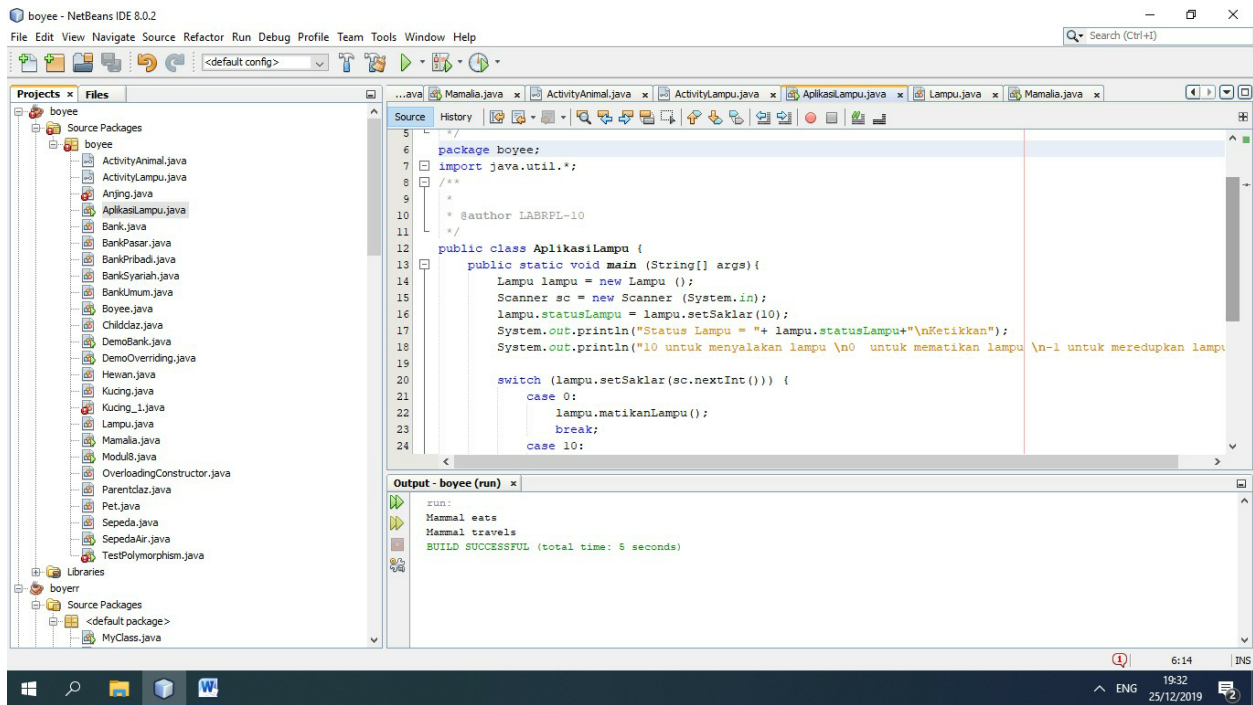 boyee - NetBeans IDE 8.0.2
File Edit View Navigate Source Refactor Run Debug Profile Team Tools Window Help
Search (Ctrl+I)
<default config>
Projects x Files
boyee
Source Packages
boyee
ActivityAnimal.java
ActivityLampu.java
Anjing.java
AplikasiLampu.java
Bank.java
BankPasar.java
BankPribadi.java
BankSyariah.java
BankUmum.java
Boyee.java
Childclaz.java
DemoBank.java
DemoOverriding.java
Hewan.java
Kucing.java
Kucing_1.java
Lampu.java
Mamalia.java
Modul8.java
OverloadingConstructor.java
Parentclaz.java
Pet.java
Sepeda.java
SepedaAir.java
TestPolymorphism.java
Libraries
boyerr
Source Packages
<default package>
MyClass.java
...ava Mamalia.java x ActivityAnimal.java x ActivityLampu.java x AplikasiLampu.java x Lampu.java x Mamalia.java x
Source History
5 */
6 package boyee;
7 import java.util.*;
8 /**
9 *
10 * @author LABRPL-10
11 */
12 public class AplikasiLampu {
13 public static void main (String[] args){
14 Lampu lampu = new Lampu ();
15 Scanner sc = new Scanner (System.in);
16 lampu.statusLampu = lampu.setSaklar(10);
17 System.out.println("Status Lampu = "+ lampu.statusLampu+"\nKetikkan");
18 System.out.println("10 untuk menyalakan lampu \n0 untuk mematikan lampu \n-1 untuk meredupkan lampu
19
20 switch (lampu.setSaklar(sc.nextInt())) {
21 case 0:
22 lampu.matikanLampu();
23 break;
24 case 10:
Output - boyee (run) x
run:
Mammal eats
Mammal travels
BUILD SUCCESSFUL (total time: 5 seconds)
1 6:14 INS
W ENG 19:32
25/12/2019 2